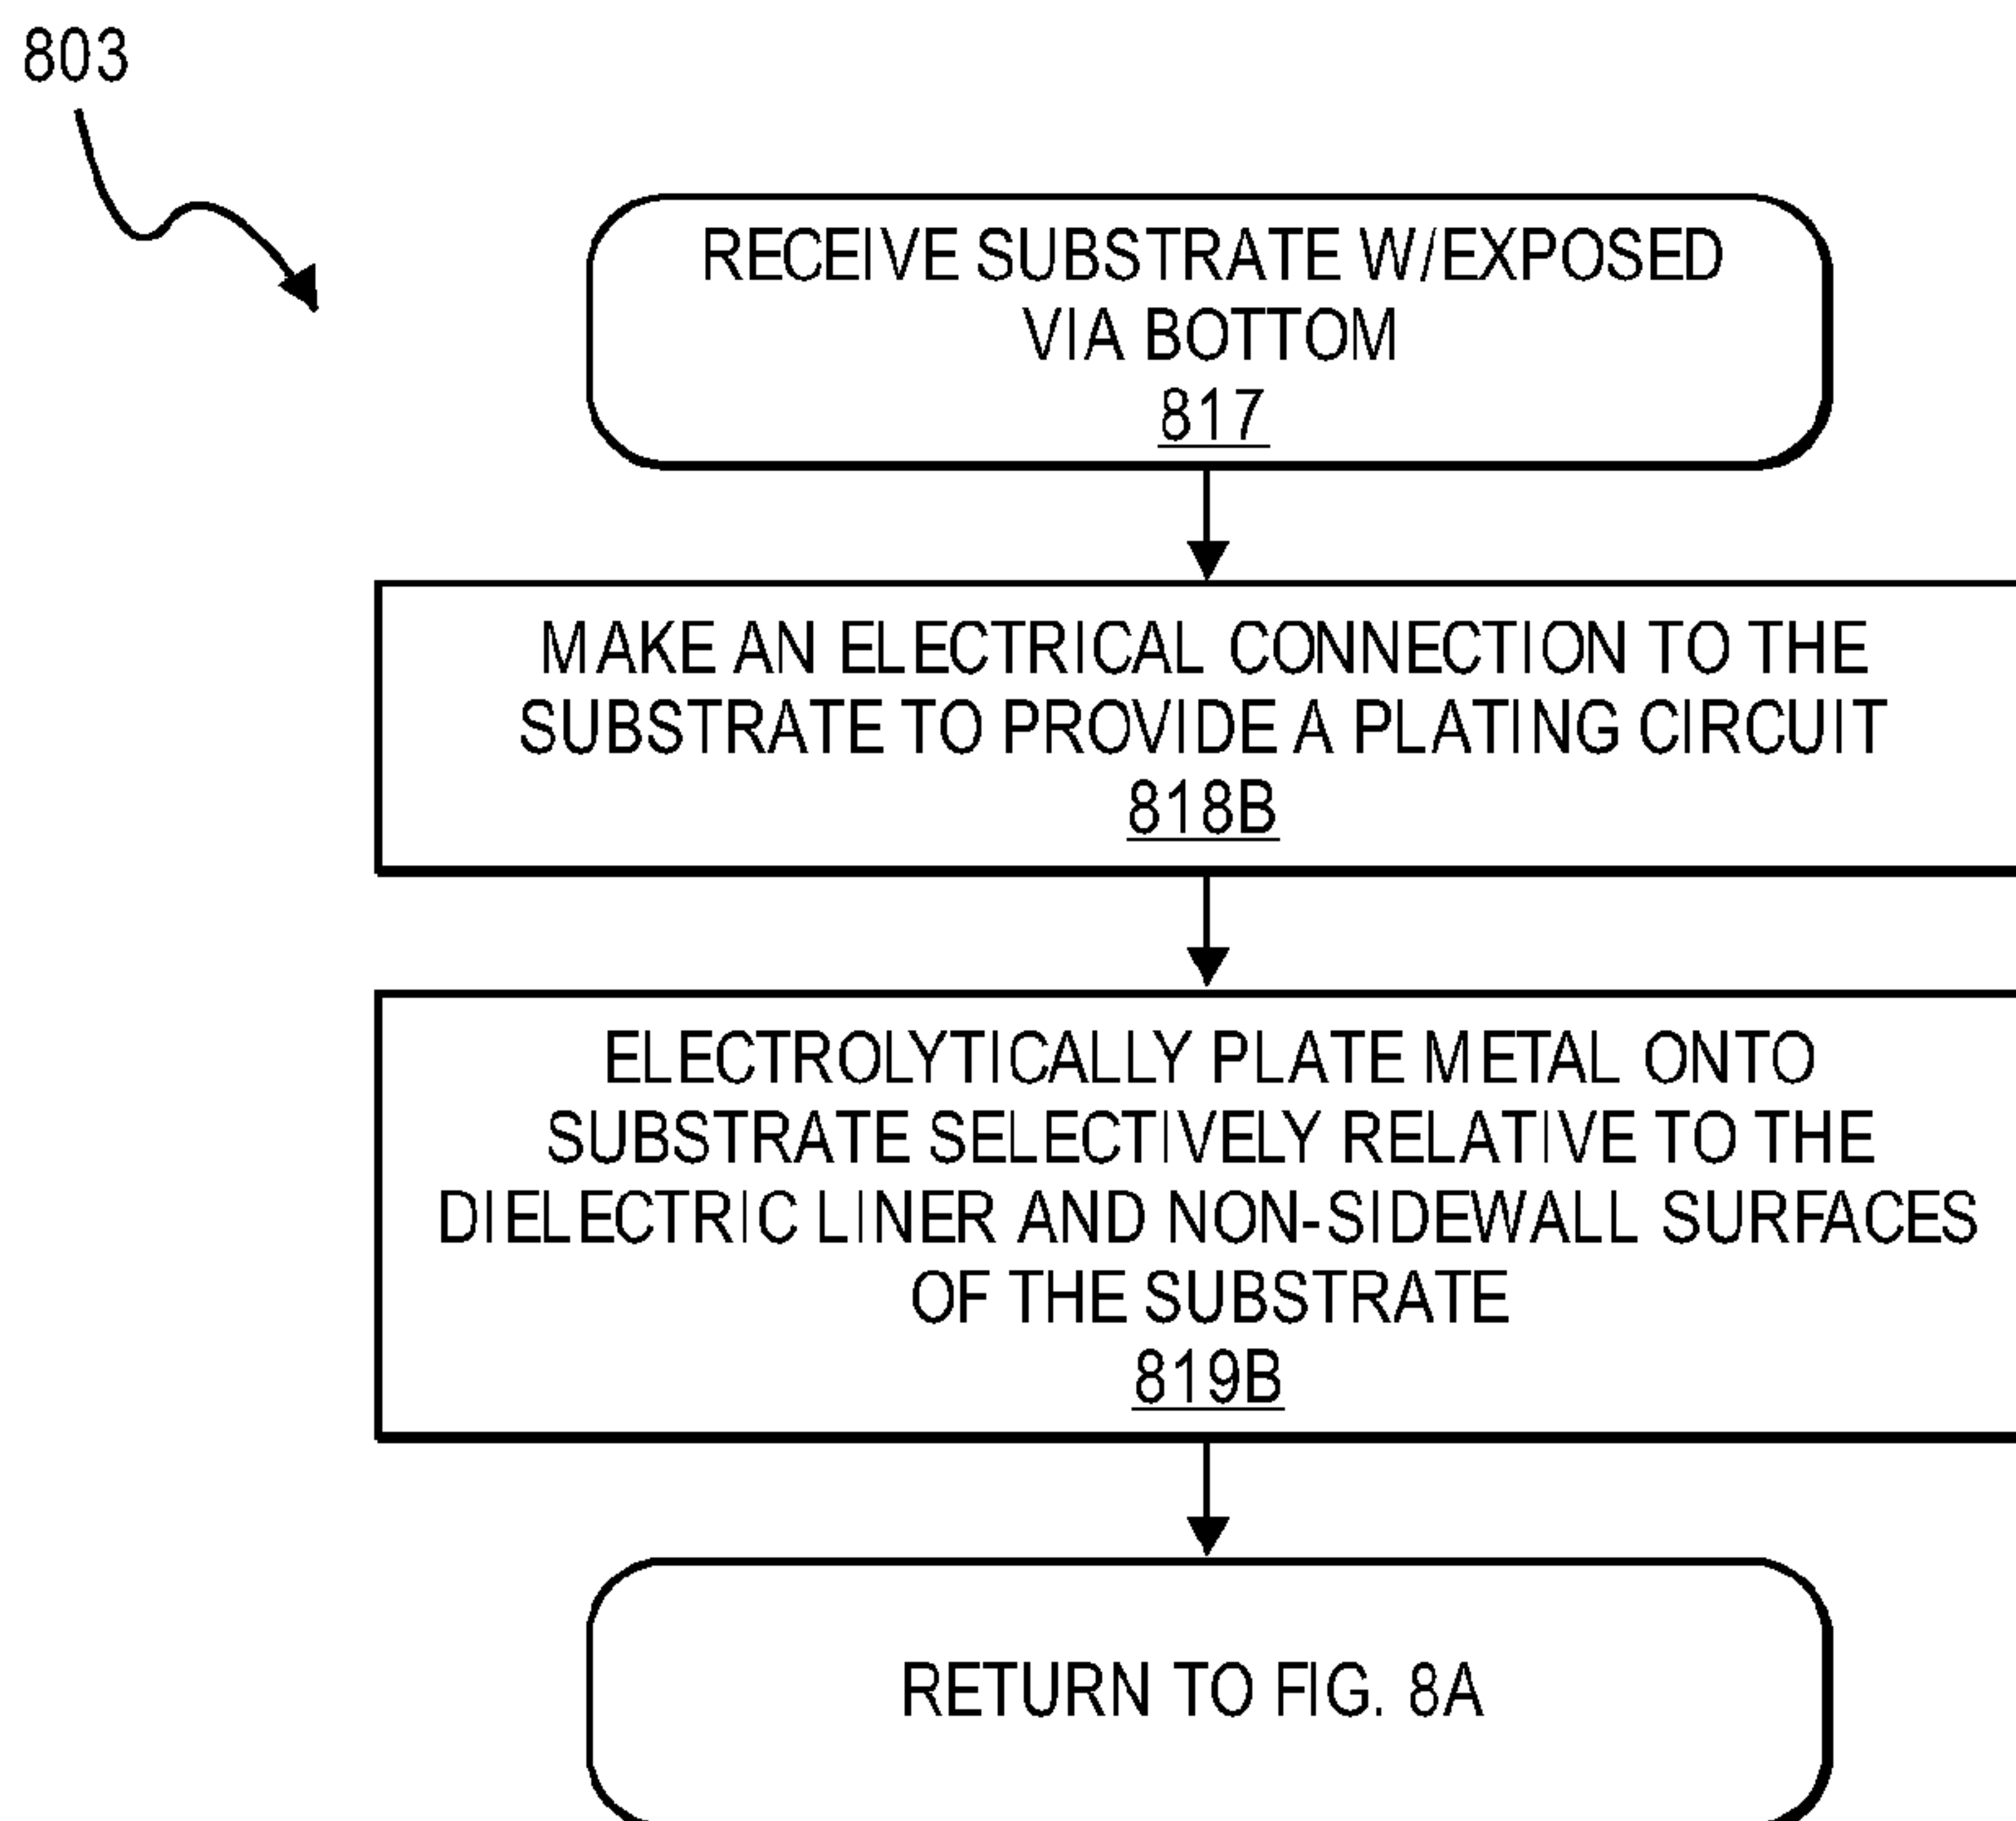 803
RECEIVE SUBSTRATE W/EXPOSED
VIA BOTTOM
817
MAKE AN ELECTRICAL CONNECTION TO THE
SUBSTRATE TO PROVIDE A PLATING CIRCUIT
818B
ELECTROLYTICALLY PLATE METAL ONTO
SUBSTRATE SELECTIVELY RELATIVE TO THE
DIELECTRIC LINER AND NON-SIDEWALL SURFACES
OF THE SUBSTRATE
819B
RETURN TO FIG. 8A